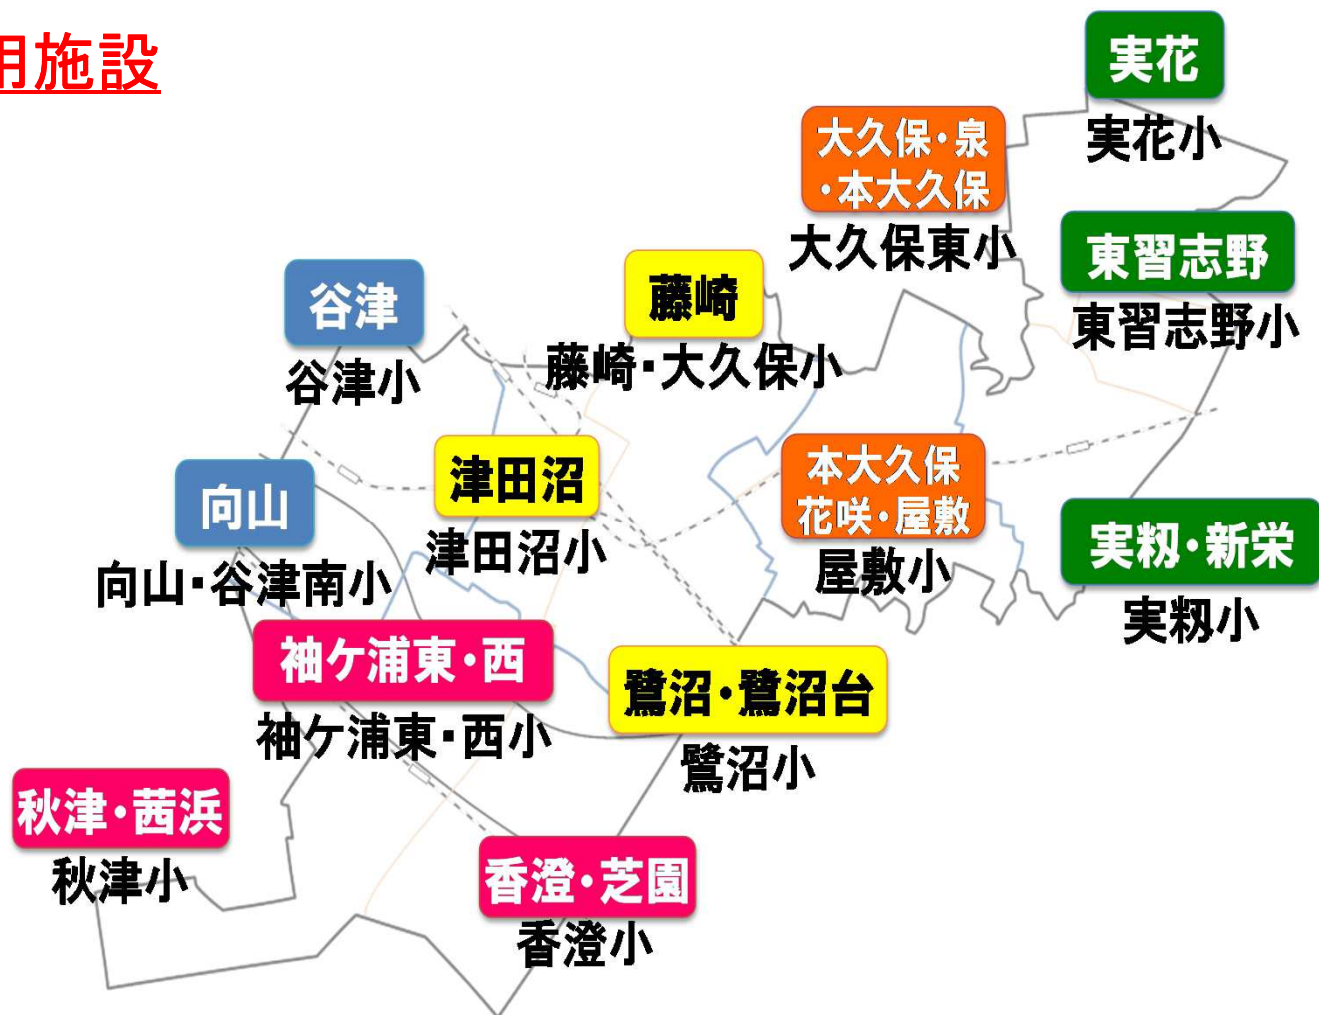 用施設
実花
実花小
大久保・泉
・本大久保
大久保東小
東習志野
東習志野小
谷津
谷津小
藤崎
藤崎・大久保小
津田沼
津田沼小
本大久保
花咲・屋敷
屋敷小
向山
向山・谷津南小
実籾・新栄
実籾小
袖ケ浦東・西
袖ケ浦東・西小
鷺沼・鷺沼台
鷺沼小
秋津・茜浜
秋津小
香澄・芝園
香澄小